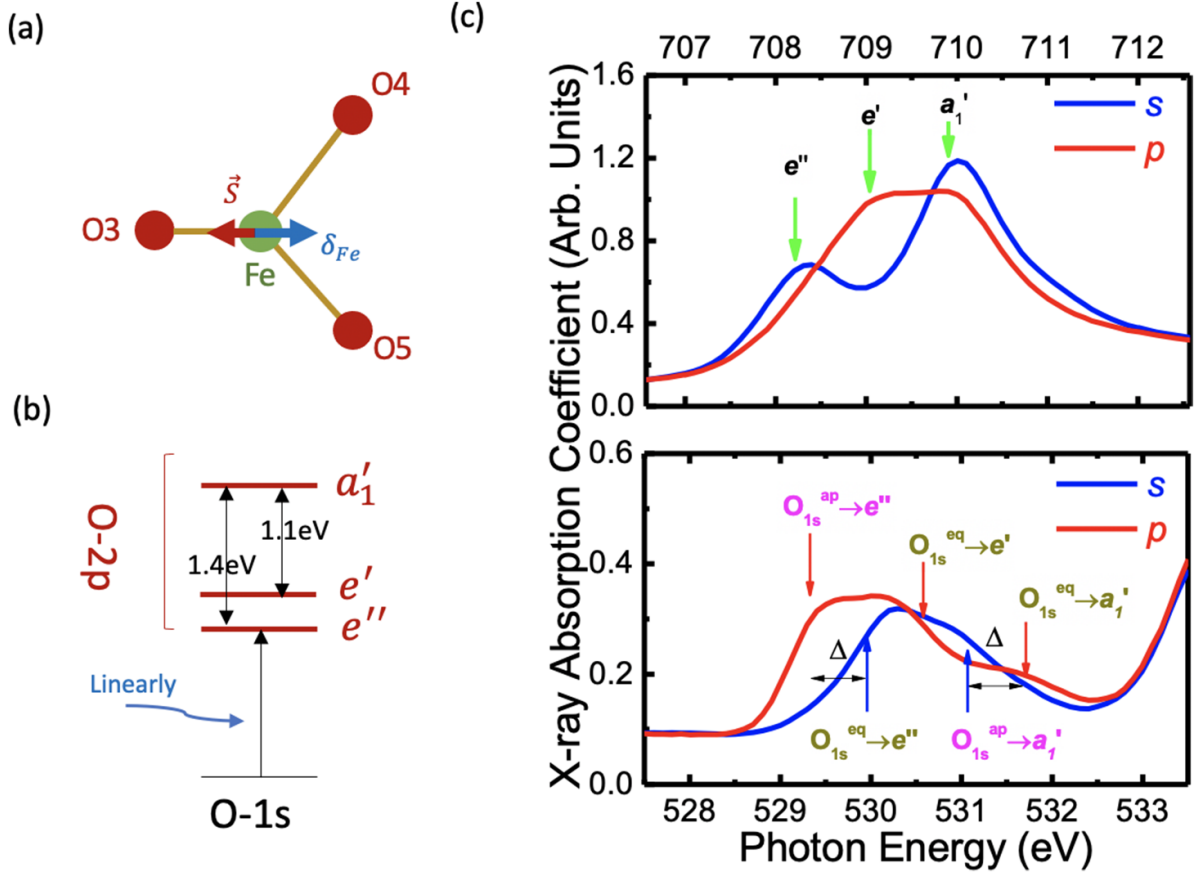 (a)
O4
O3
S⃗
δ_Fe
Fe
O5
(b)
O-2p
a₁′
1.1eV
1.4eV
e′
e′′
Linearly
O-1s
(c)
707 708 709 710 711 712
X-ray Absorption Coefficient (Arb. Units)
1.6
1.2
0.8
0.4
0.0
e"
e'
a₁'
s
p
0.6
0.4
0.2
0.0
s
p
O₁ₛᵃᵖ→e"
O₁ₛᵉq→e'
O₁ₛᵉq→a₁'
Δ
Δ
O₁ₛᵉq→e"
O₁ₛᵃᵖ→a₁'
528 529 530 531 532 533
Photon Energy (eV)